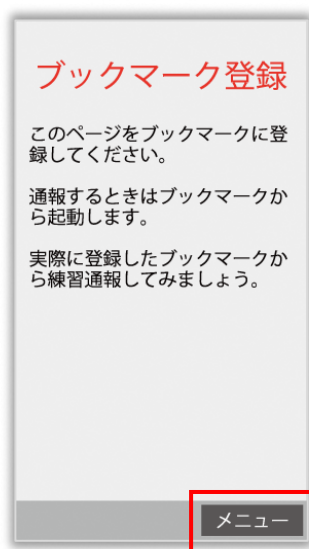 ブックマーク登録
このページをブックマークに登
録してください。
通報するときはブックマークか
ら起動します。
実際に登録したブックマークか
ら練習通報してみましょう。
メニュー